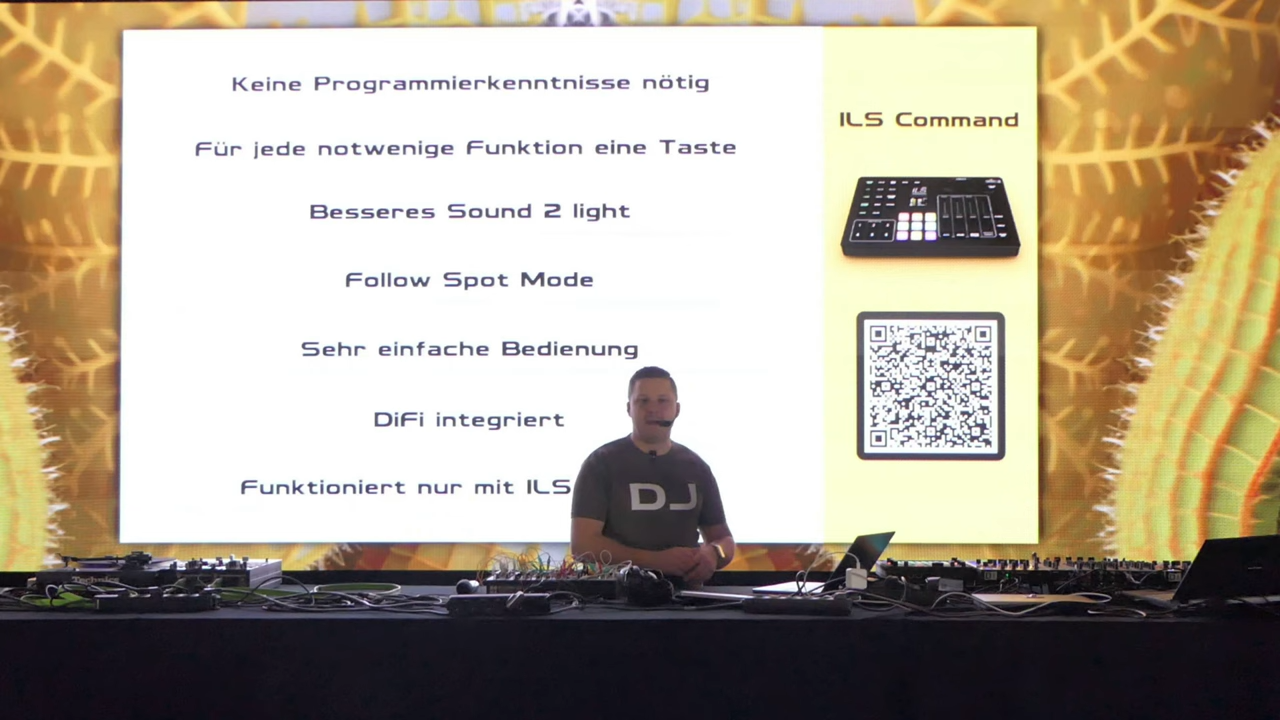 Keine Programmierkenntnisse nötig
Für jede notwenige Funktion eine Taste
Besseres Sound 2 light
Follow Spot Mode
Sehr einfache Bedienung
DiFi integriert
Funktioniert nur mit ILS
ILS Command
DJ
Technics